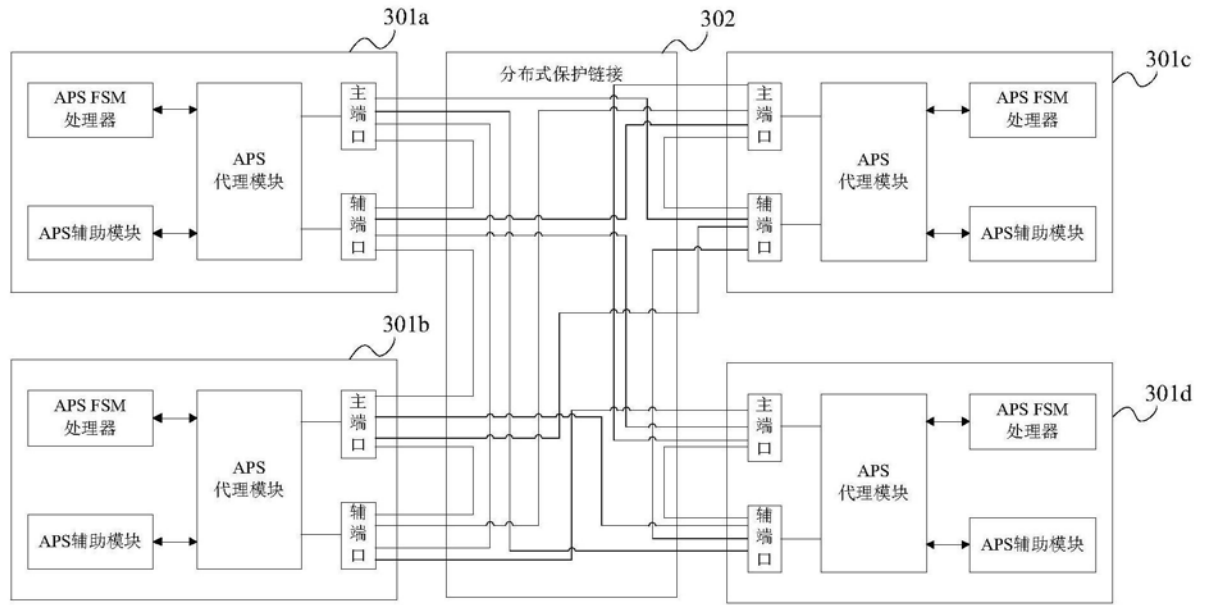 301a
302
301c
分布式保护链接
APS FSM
处理器
APS
代理模块
APS辅助模块
主端口
辅端口
主端口
辅端口
APS
代理模块
APS FSM
处理器
APS辅助模块
301b
301d
APS FSM
处理器
APS
代理模块
APS辅助模块
主端口
辅端口
主端口
辅端口
APS
代理模块
APS FSM
处理器
APS辅助模块